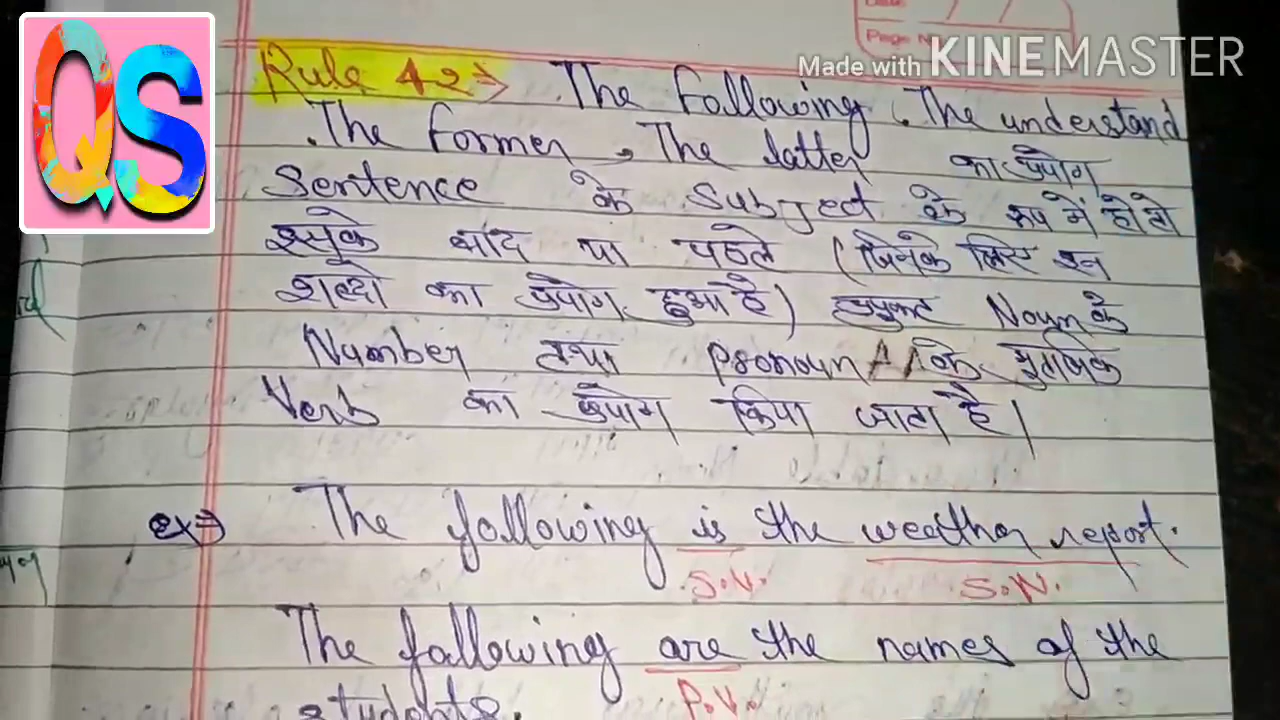 QS
Made with KINEMASTER
Page N
Rule 42⇒ The following, The understand
. The former, The latter का प्रयोग
Sentence के Subject के रूप में हो तो
इसके बाद या पहले (जिनके लिए इन
शब्दो का प्रयोग हुआ है) प्रयुक्त Noun के
Number तथा Pronoun के मुताबिक
Verb का प्रयोग किया जाता है।
ex⇒ The following is the weather report.
S.V. S.N.
The following are the names of the
P.V.
students.